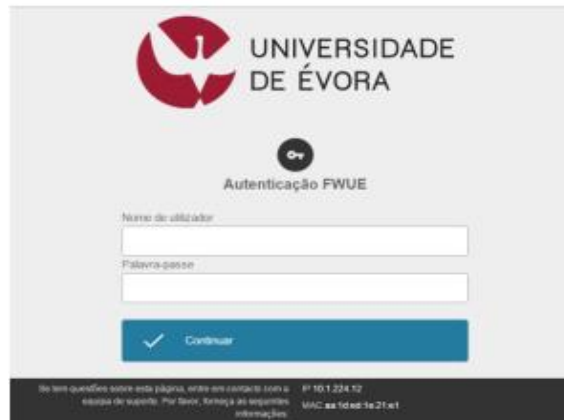 UNIVERSIDADE
DE ÉVORA
Autenticação FWUE
Nome de utilizador
Palavra-passe
Continuar
Se tem questões sobre esta página, entre em contacto com a
equipa de suporte. Por favor, forneça as seguintes
informações:
IP 10.1.224.12
MAC